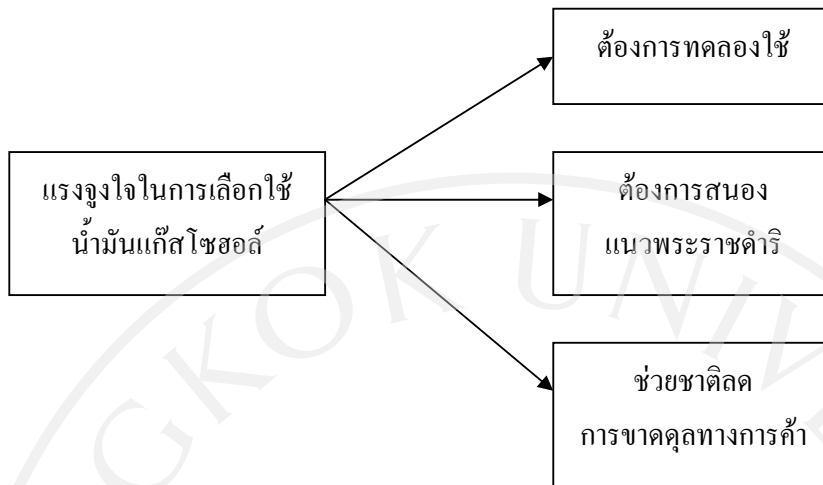 ต้องการทดลองใช้
แรงจูงใจในการเลือกใช้
น้ำมันแก๊สโซฮอล์
ต้องการสนอง
แนวพระราชดำริ
ช่วยชาติลด
การขาดดุลทางการค้า
GKOK UNIVE